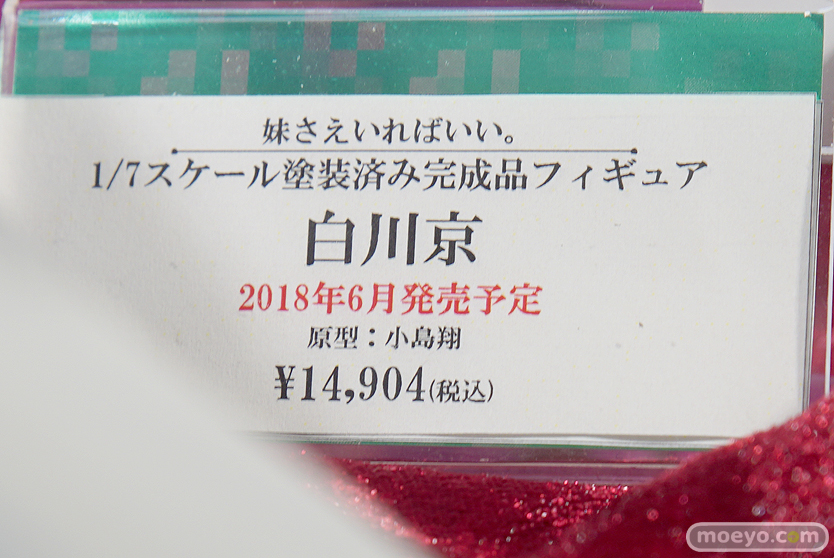 妹さえいればいい。
1/7スケール塗装済み完成品フィギュア
白川京
2018年6月発売予定
原型：小島翔
¥14,904(税込)
moeyo.com